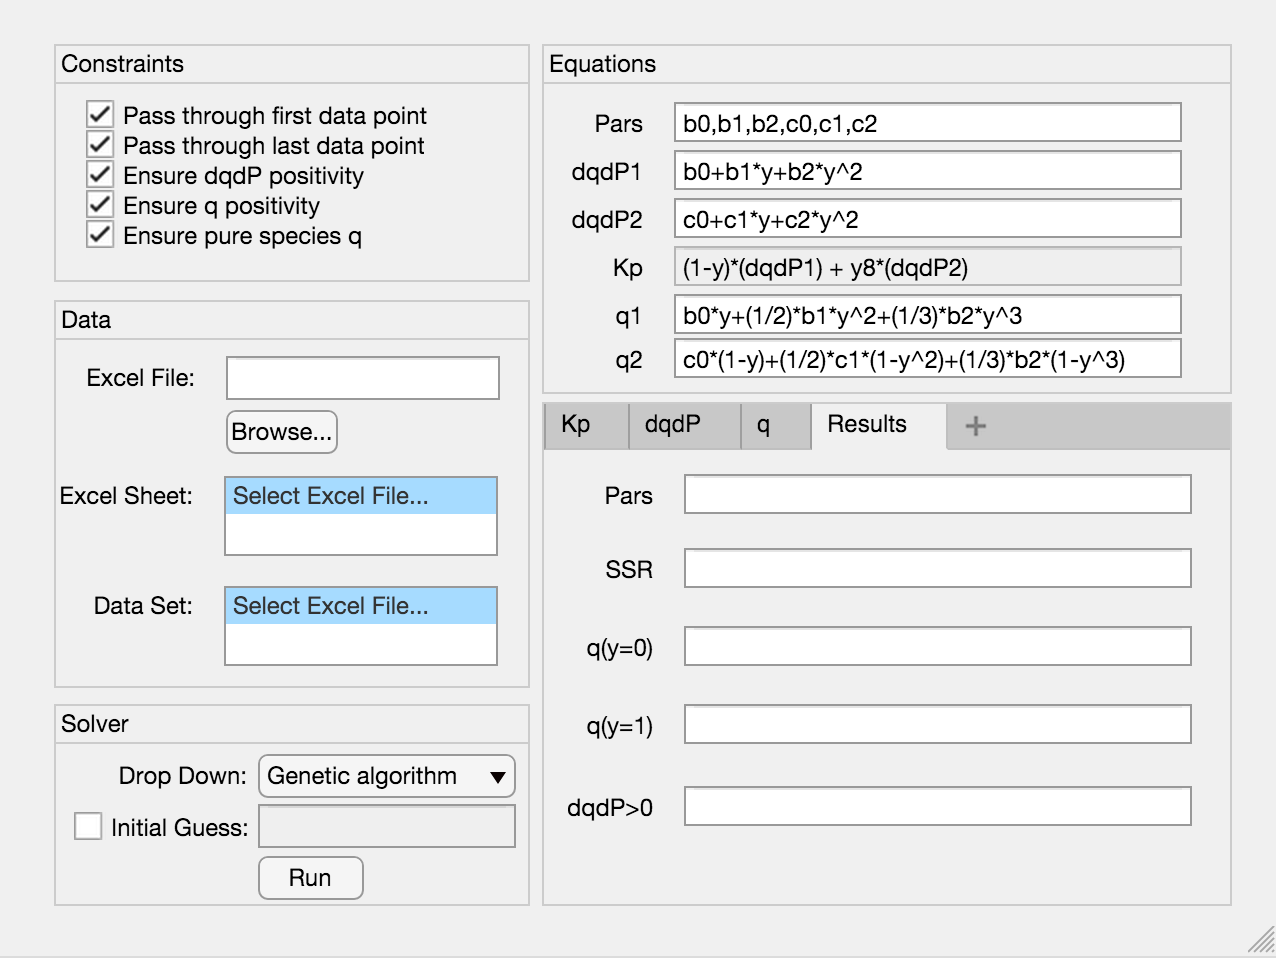 Constraints
Pass through first data point
Pass through last data point
Ensure dqdP positivity
Ensure q positivity
Ensure pure species q
Data
Excel File:
Browse...
Excel Sheet: Select Excel File...
Data Set: Select Excel File...
Solver
Drop Down: Genetic algorithm
Initial Guess:
Run
Equations
Pars b0,b1,b2,c0,c1,c2
dqdP1 b0+b1*y+b2*y^2
dqdP2 c0+c1*y+c2*y^2
Kp (1-y)*(dqdP1) + y8*(dqdP2)
q1 b0*y+(1/2)*b1*y^2+(1/3)*b2*y^3
q2 c0*(1-y)+(1/2)*c1*(1-y^2)+(1/3)*b2*(1-y^3)
Kp dqdP q Results +
Pars
SSR
q(y=0)
q(y=1)
dqdP>0